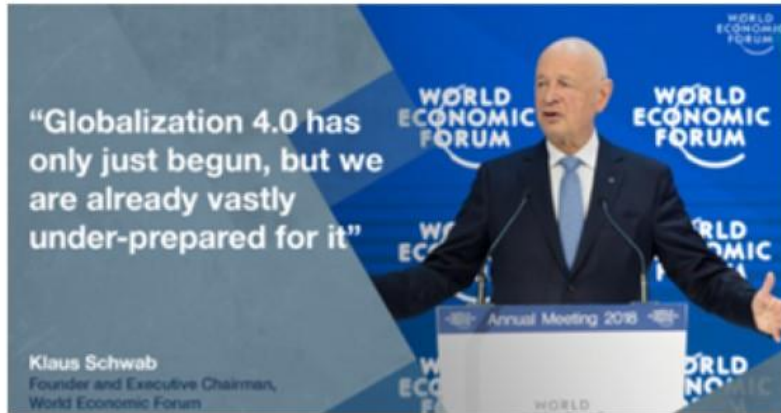 “Globalization 4.0 has
only just begun, but we
are already vastly
under-prepared for it”
Klaus Schwab
Founder and Executive Chairman,
World Economic Forum
WORLD
ECONOMIC
FORUM
WORLD
ECONOMIC
FORUM
WORLD
ECONOMIC
FORUM
Annual Meeting 2018
WORLD